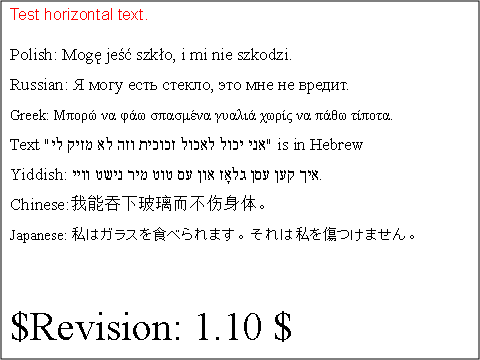 Test horizontal text.
Polish: Mogę jeść szkło, i mi nie szkodzi.
Russian: Я могу есть стекло, это мне не вредит.
Greek: Μπορώ να φάω σπασμένα γυαλιά χωρίς να πάθω τίποτα.
Text "אני יכול לאכול זכוכית וזה לא מזיק לי" is in Hebrew
Yiddish: איך קען עסן גלאָז און עס טוט מיר נישט וויי.
Chinese:我能吞下玻璃而不伤身体。
Japanese: 私はガラスを食べられます。それは私を傷つけません。
$Revision: 1.10 $